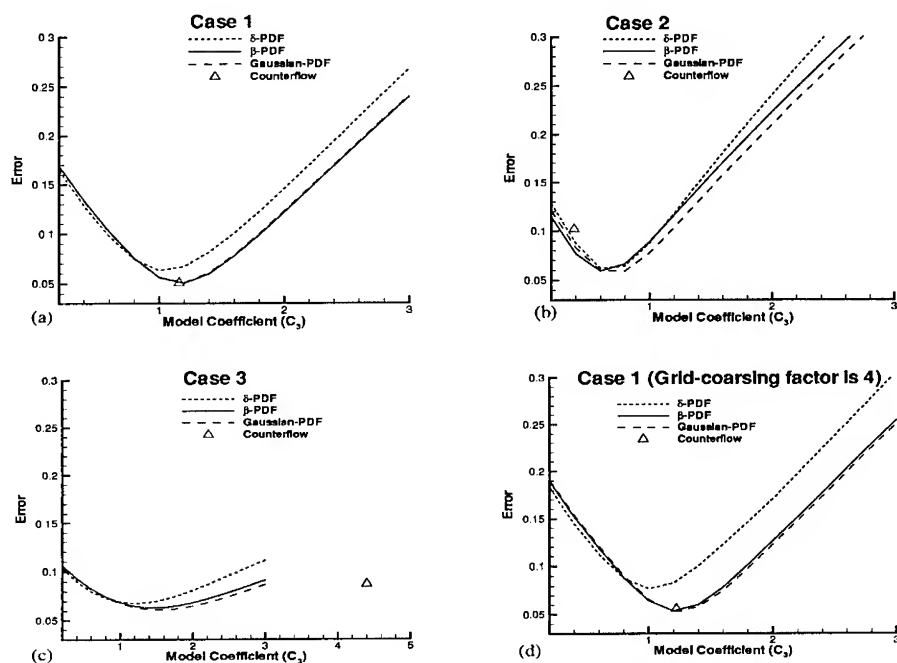 Case 1
δ-PDF
β-PDF
Gaussian-PDF
Counterflow
0.3
0.25
0.2
0.15
0.1
0.05
Error
1
2
3
Model Coefficient (C3)
(a)
Case 2
δ-PDF
β-PDF
Gaussian-PDF
Counterflow
0.3
0.25
0.2
0.15
0.1
0.05
Error
1
2
3
Model Coefficient (C3)
(b)
Case 3
δ-PDF
β-PDF
Gaussian-PDF
Counterflow
0.3
0.25
0.2
0.15
0.1
0.05
Error
1
2
3
4
5
Model Coefficient (C3)
(c)
Case 1 (Grid-coarsing factor is 4)
δ-PDF
β-PDF
Gaussian-PDF
Counterflow
0.3
0.25
0.2
0.15
0.1
0.05
Error
1
2
3
Model Coefficient (C3)
(d)